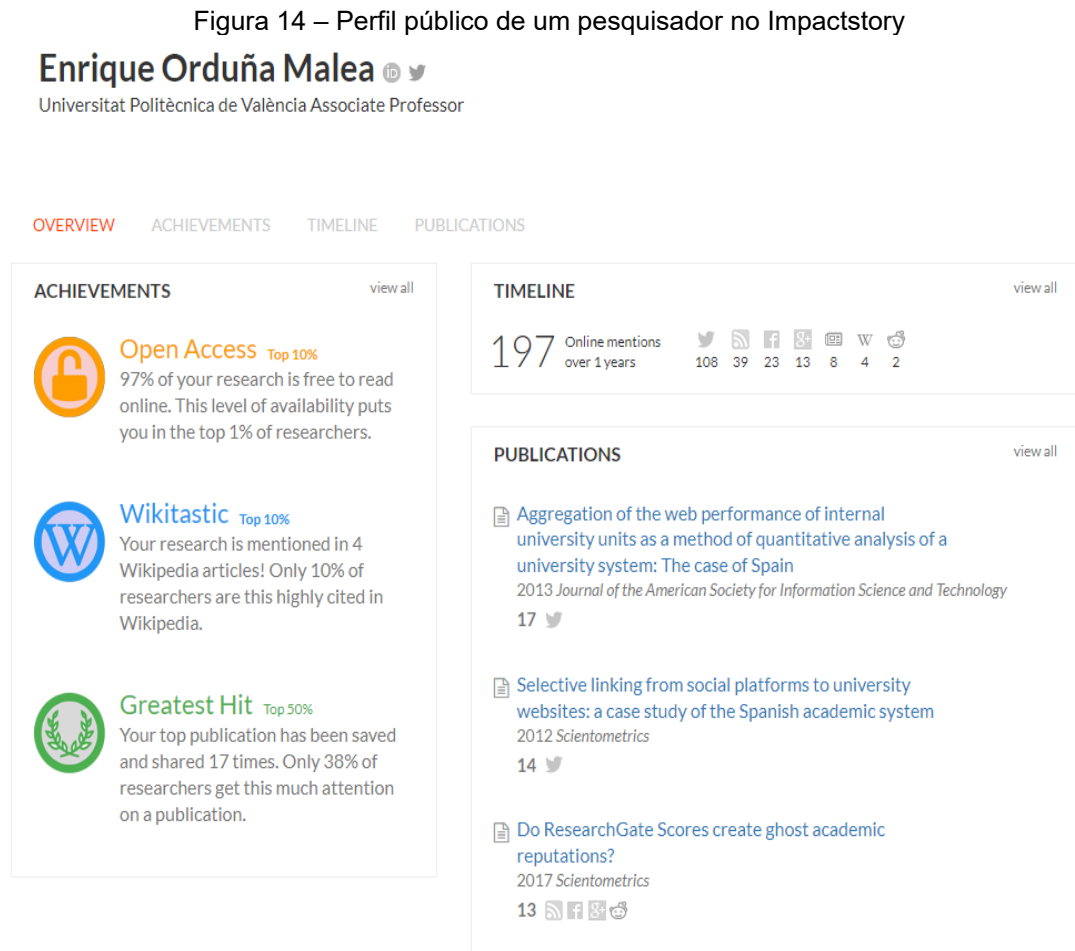 Figura 14 – Perfil público de um pesquisador no Impactstory
Enrique Orduña Malea iD
Universitat Politècnica de València Associate Professor
OVERVIEW ACHIEVEMENTS TIMELINE PUBLICATIONS
ACHIEVEMENTS view all
Open Access Top 10%
97% of your research is free to read
online. This level of availability puts
you in the top 1% of researchers.
W
Wikitastic Top 10%
Your research is mentioned in 4
Wikipedia articles! Only 10% of
researchers are this highly cited in
Wikipedia.
Greatest Hit Top 50%
Your top publication has been saved
and shared 17 times. Only 38% of
researchers get this much attention
on a publication.
TIMELINE view all
197 Online mentions
over 1 years
108 39 23 13 8 4 2
PUBLICATIONS view all
Aggregation of the web performance of internal
university units as a method of quantitative analysis of a
university system: The case of Spain
2013 Journal of the American Society for Information Science and Technology
17
Selective linking from social platforms to university
websites: a case study of the Spanish academic system
2012 Scientometrics
14
Do ResearchGate Scores create ghost academic
reputations?
2017 Scientometrics
13